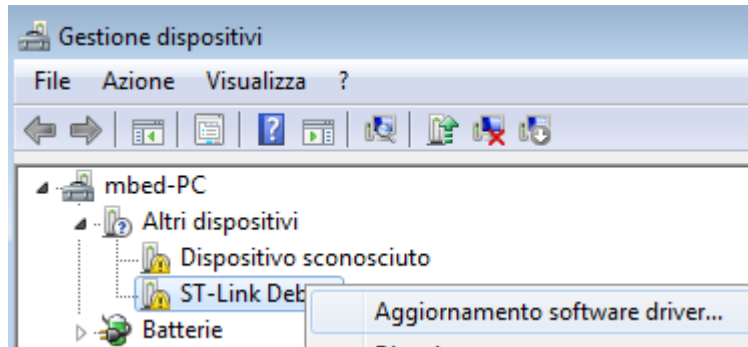 Gestione dispositivi
File Azione Visualizza ?
mbed-PC
Altri dispositivi
Dispositivo sconosciuto
ST-Link Deb
Aggiornamento software driver...
Batterie